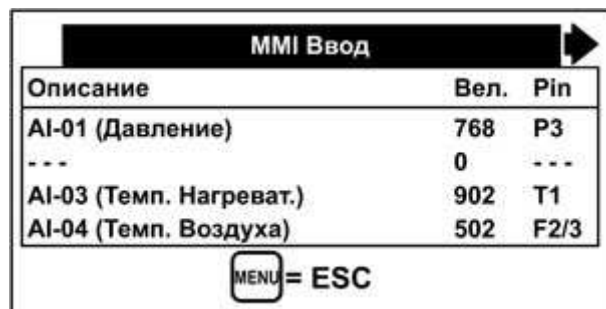 MMI Ввод
Описание Вел. Pin
AI-01 (Давление) 768 P3
- - - 0 - - -
AI-03 (Темп. Нагреват.) 902 T1
AI-04 (Темп. Воздуха) 502 F2/3
MENU = ESC